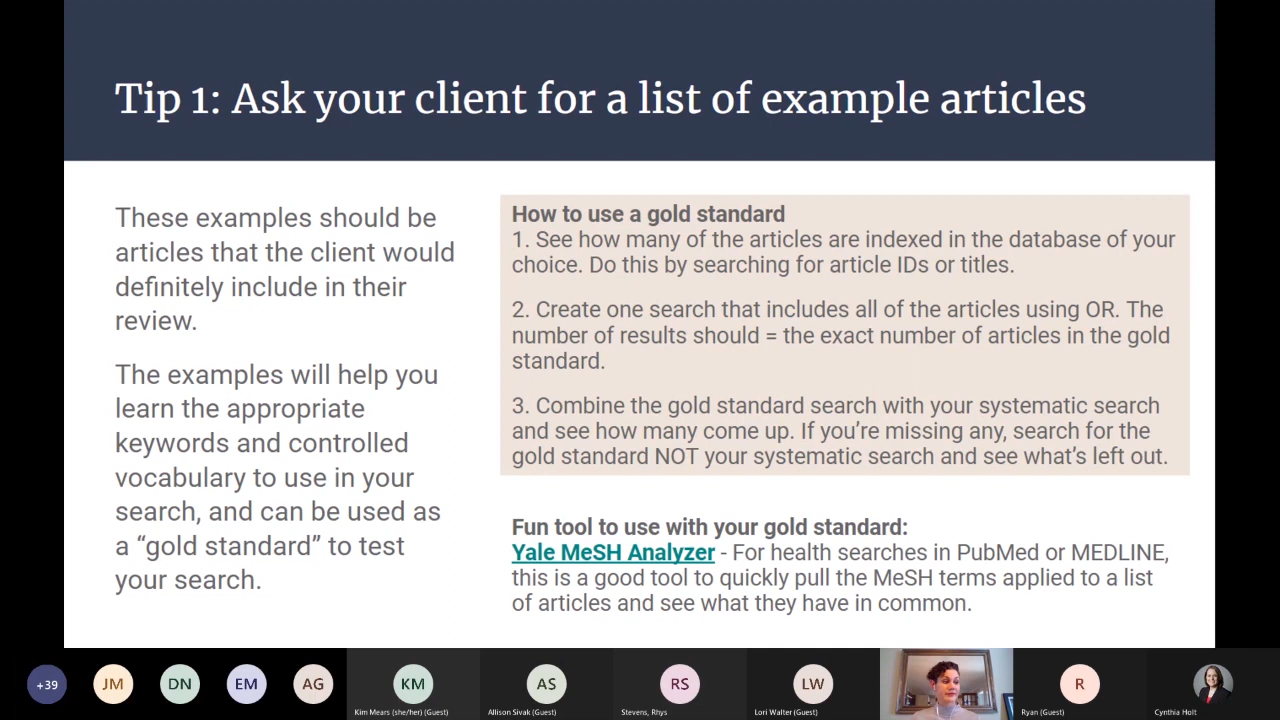 Tip 1: Ask your client for a list of example articles
These examples should be
articles that the client would
definitely include in their
review.
The examples will help you
learn the appropriate
keywords and controlled
vocabulary to use in your
search, and can be used as
a “gold standard” to test
your search.
How to use a gold standard
1. See how many of the articles are indexed in the database of your
choice. Do this by searching for article IDs or titles.
2. Create one search that includes all of the articles using OR. The
number of results should = the exact number of articles in the gold
standard.
3. Combine the gold standard search with your systematic search
and see how many come up. If you’re missing any, search for the
gold standard NOT your systematic search and see what’s left out.
Fun tool to use with your gold standard:
Yale MeSH Analyzer - For health searches in PubMed or MEDLINE,
this is a good tool to quickly pull the MeSH terms applied to a list
of articles and see what they have in common.
+39
JM
DN
EM
AG
KM
AS
RS
LW
R
Kim Mears (she/her) (Guest)
Allison Sivak (Guest)
Stevens, Rhys
Lori Walter (Guest)
Ryan (Guest)
Cynthia Holt